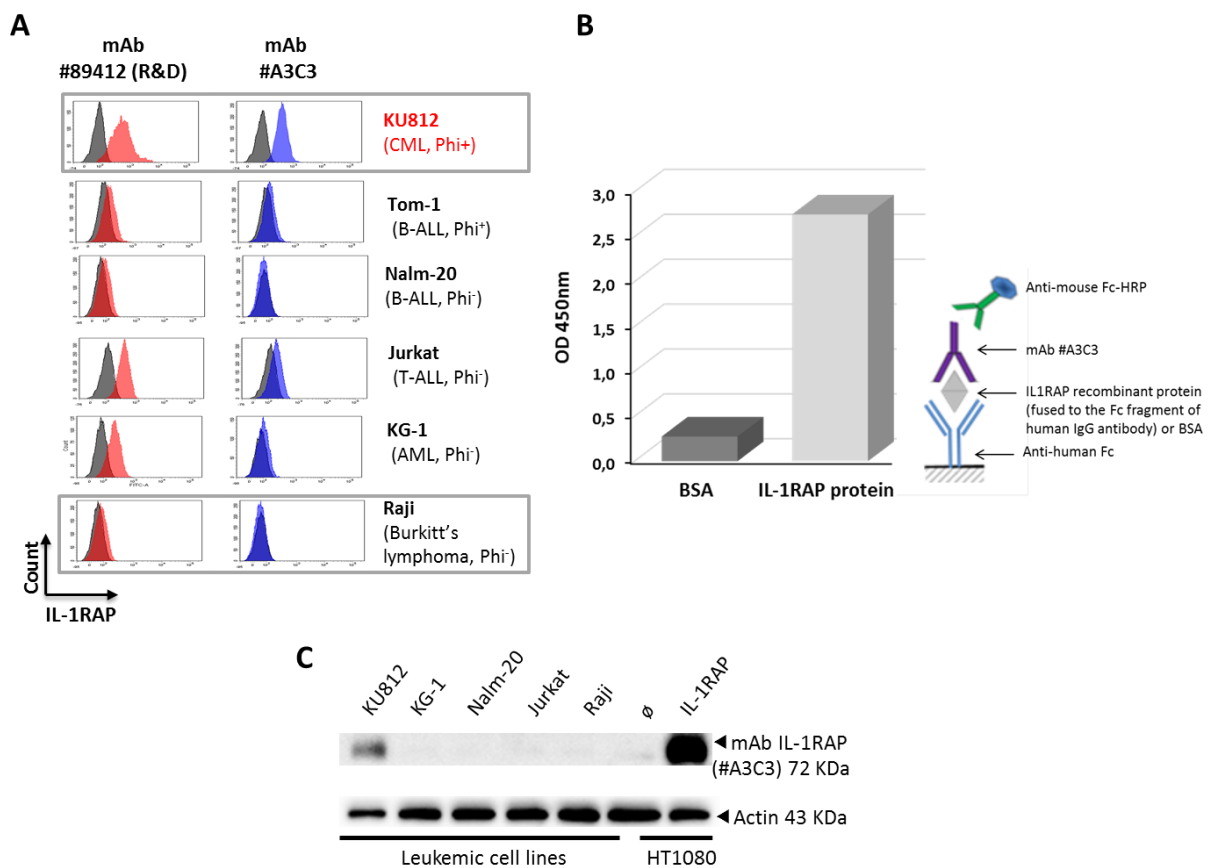 A
mAb
#89412 (R&D)
mAb
#A3C3
KU812
(CML, Phi+)
Tom-1
(B-ALL, Phi⁺)
Nalm-20
(B-ALL, Phi⁻)
Jurkat
(T-ALL, Phi⁻)
KG-1
(AML, Phi⁻)
Raji
(Burkitt's
lymphoma, Phi⁻)
Count
IL-1RAP
FITC-A
B
OD 450nm
3,0
2,5
2,0
1,5
1,0
0,5
0,0
BSA
IL-1RAP protein
Anti-mouse Fc-HRP
mAb #A3C3
IL1RAP recombinant protein
(fused to the Fc fragment of
human IgG antibody) or BSA
Anti-human Fc
C
KU812
KG-1
Nalm-20
Jurkat
Raji
ø
IL-1RAP
mAb IL-1RAP
(#A3C3) 72 KDa
Actin 43 KDa
Leukemic cell lines
HT1080